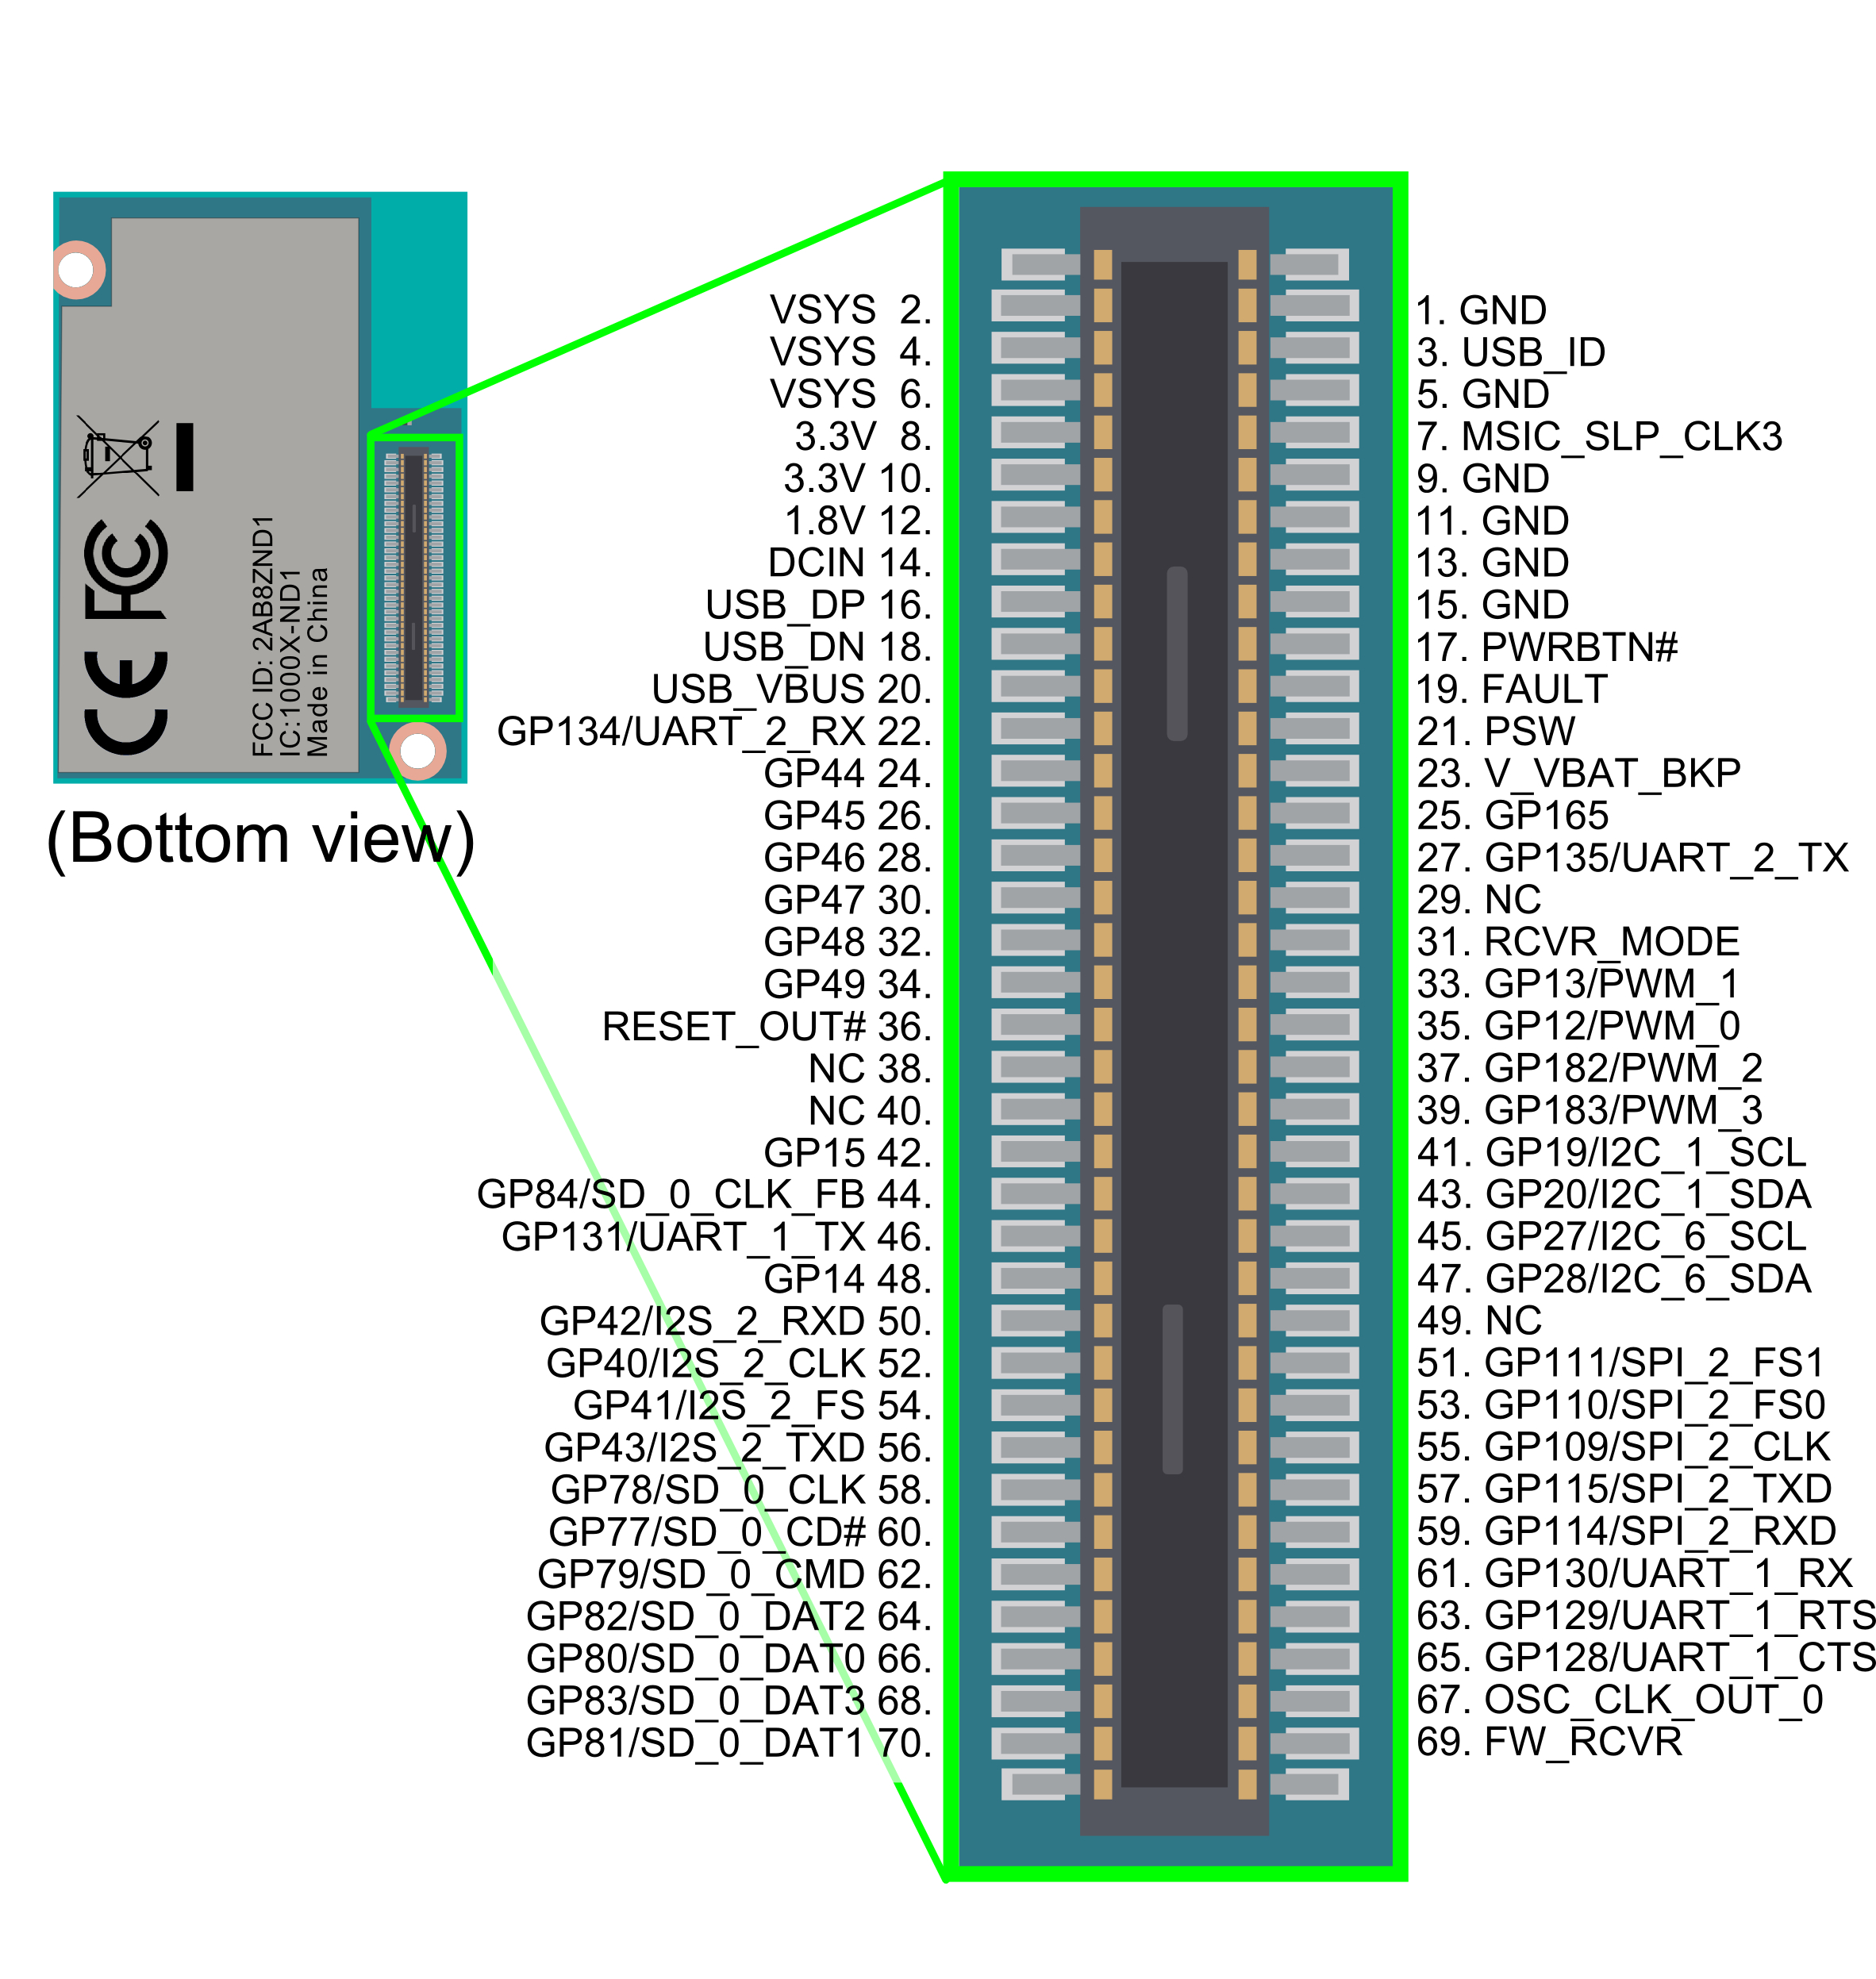 VSYS 2.
VSYS 4.
VSYS 6.
3.3V 8.
3.3V 10.
1.8V 12.
DCIN 14.
USB_DP 16.
USB_DN 18.
USB_VBUS 20.
GP134/UART_2_RX 22.
GP44 24.
GP45 26.
GP46 28.
GP47 30.
GP48 32.
GP49 34.
RESET_OUT# 36.
NC 38.
NC 40.
GP15 42.
GP84/SD_0_CLK_FB 44.
GP131/UART_1_TX 46.
GP14 48.
GP42/I2S_2_RXD 50.
GP40/I2S_2_CLK 52.
GP41/I2S_2_FS 54.
GP43/I2S_2_TXD 56.
GP78/SD_0_CLK 58.
GP77/SD_0_CD# 60.
GP79/SD_0_CMD 62.
GP82/SD_0_DAT2 64.
GP80/SD_0_DAT0 66.
GP83/SD_0_DAT3 68.
GP81/SD_0_DAT1 70.
1. GND
3. USB_ID
5. GND
7. MSIC_SLP_CLK3
9. GND
11. GND
13. GND
15. GND
17. PWRBTN#
19. FAULT
21. PSW
23. V_VBAT_BKP
25. GP165
27. GP135/UART_2_TX
29. NC
31. RCVR_MODE
33. GP13/PWM_1
35. GP12/PWM_0
37. GP182/PWM_2
39. GP183/PWM_3
41. GP19/I2C_1_SCL
43. GP20/I2C_1_SDA
45. GP27/I2C_6_SCL
47. GP28/I2C_6_SDA
49. NC
51. GP111/SPI_2_FS1
53. GP110/SPI_2_FS0
55. GP109/SPI_2_CLK
57. GP115/SPI_2_TXD
59. GP114/SPI_2_RXD
61. GP130/UART_1_RX
63. GP129/UART_1_RTS
65. GP128/UART_1_CTS
67. OSC_CLK_OUT_0
69. FW_RCVR
CE FC
FCC ID: 2AB8ZND1
IC:1000X-ND1
Made in China
(Bottom view)